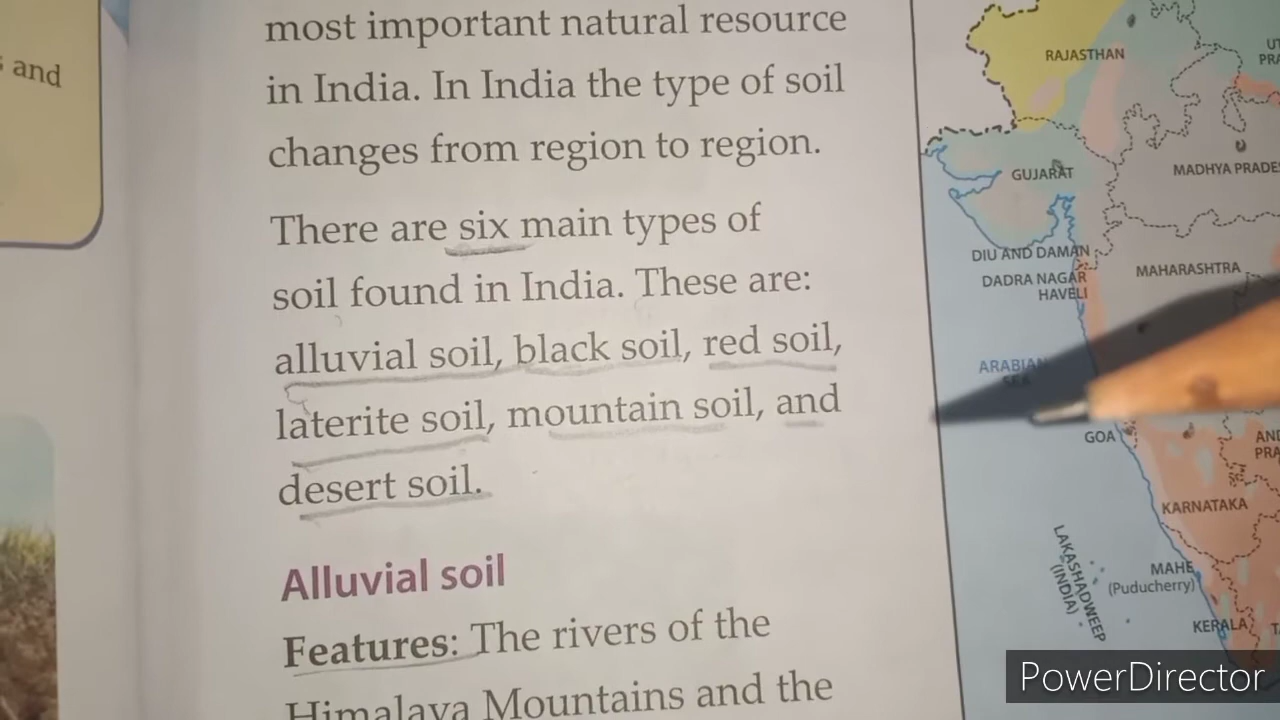 and
most important natural resource
in India. In India the type of soil
changes from region to region.
There are six main types of
soil found in India. These are:
alluvial soil, black soil, red soil,
laterite soil, mountain soil, and
desert soil.
Alluvial soil
Features: The rivers of the
Himalaya Mountains and the
RAJASTHAN
GUJARAT
MADHYA PRADE
DIU AND DAMAN
DADRA NAGAR
HAVELI
MAHARASHTRA
ARABIAN
SEA
GOA
KARNATAKA
LAKASHADWEEP
(INDIA)
MAHE
(Puducherry)
KERALA
PowerDirector